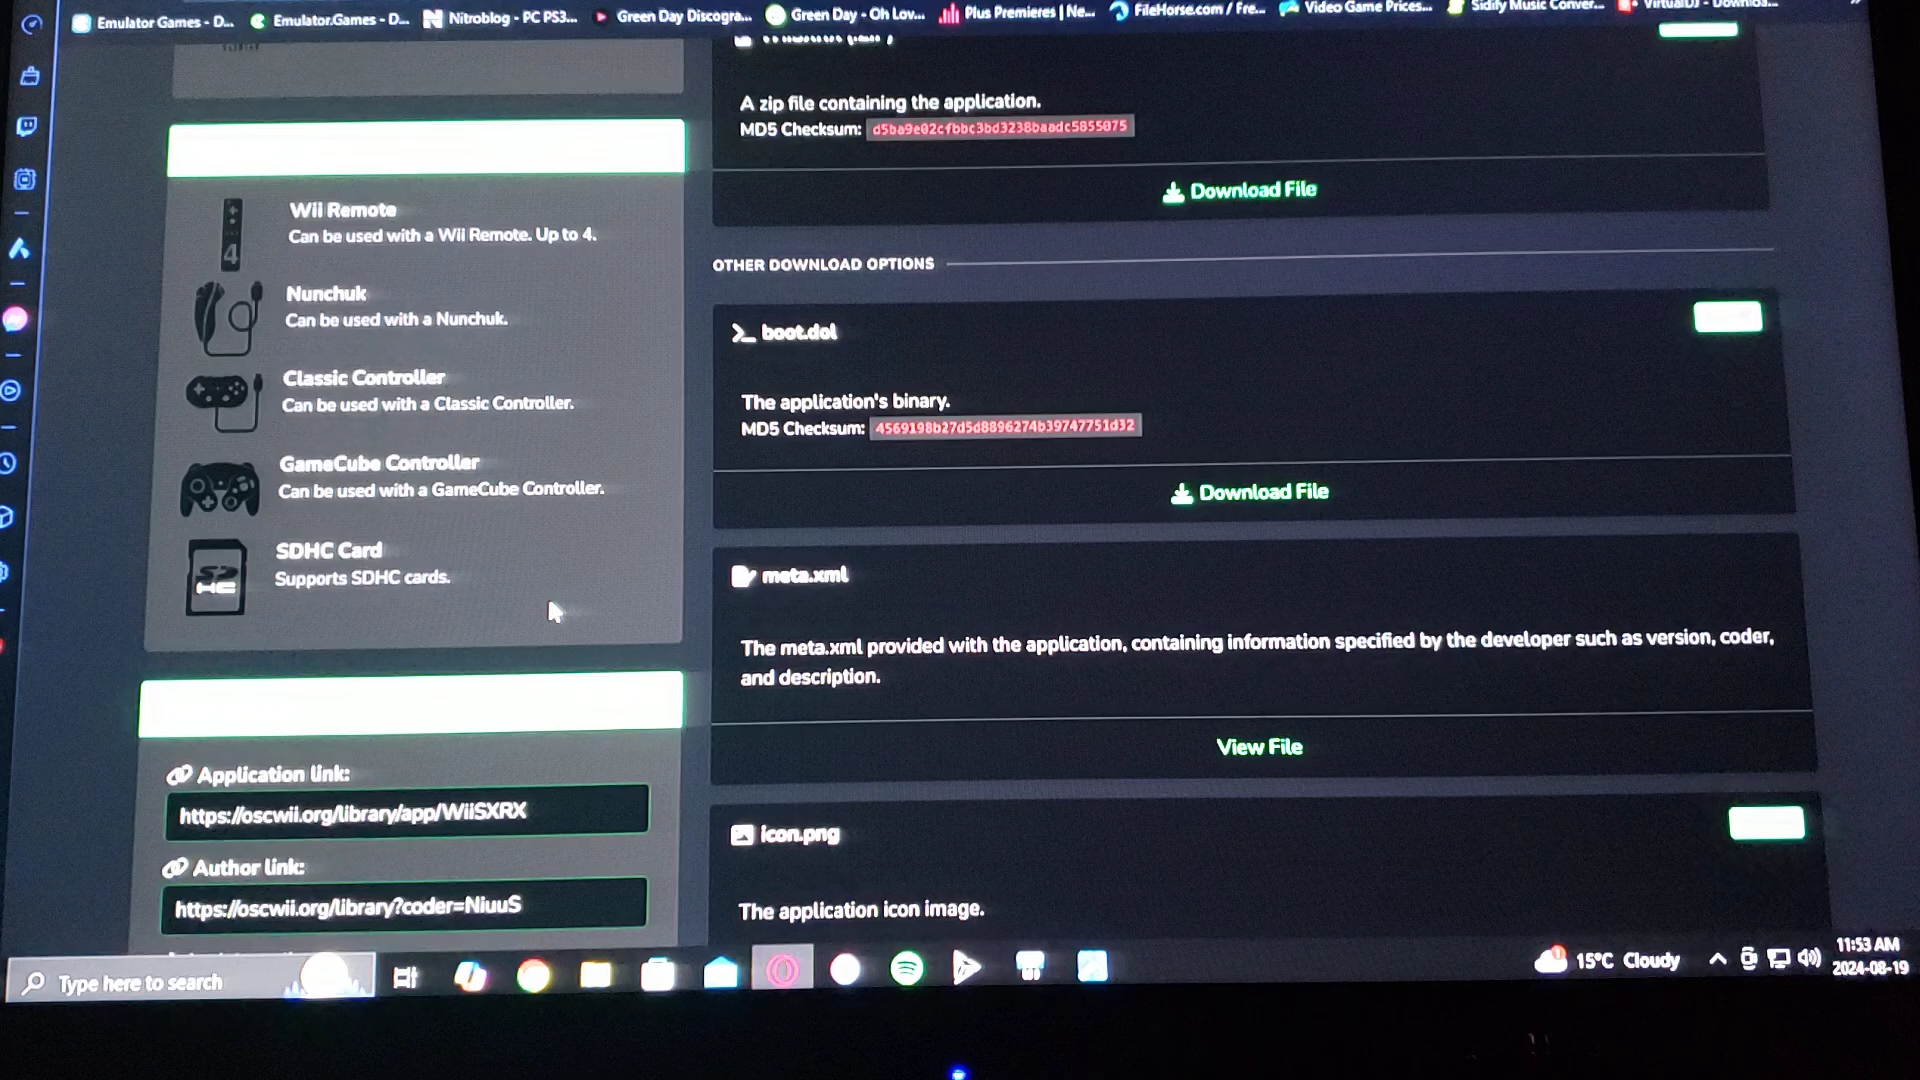 Emulator Games - D...
Emulator.Games - D...
Nitroblog - PC PS3...
Green Day Discogra...
Green Day - Oh Lov...
Plus Premieres | Ne...
FileHorse.com / Fre...
Video Game Prices...
Sidify Music Conver...
VirtualDJ - Downloa...
Wii Remote
Can be used with a Wii Remote. Up to 4.
4
Nunchuk
Can be used with a Nunchuk.
Classic Controller
Can be used with a Classic Controller.
GameCube Controller
Can be used with a GameCube Controller.
SDHC Card
Supports SDHC cards.
Application link:
https://oscwii.org/library/app/WiiSXRX
Author link:
https://oscwii.org/library?coder=NiuuS
A zip file containing the application.
MD5 Checksum: d5ba9e02cfbbc3bd3238baadc5855075
Download File
OTHER DOWNLOAD OPTIONS
boot.dol
The application's binary.
MD5 Checksum: 4569198b27d5d8896274b39747751d32
Download File
meta.xml
The meta.xml provided with the application, containing information specified by the developer such as version, coder,
and description.
View File
icon.png
The application icon image.
Type here to search
15°C Cloudy
11:53 AM
2024-08-19